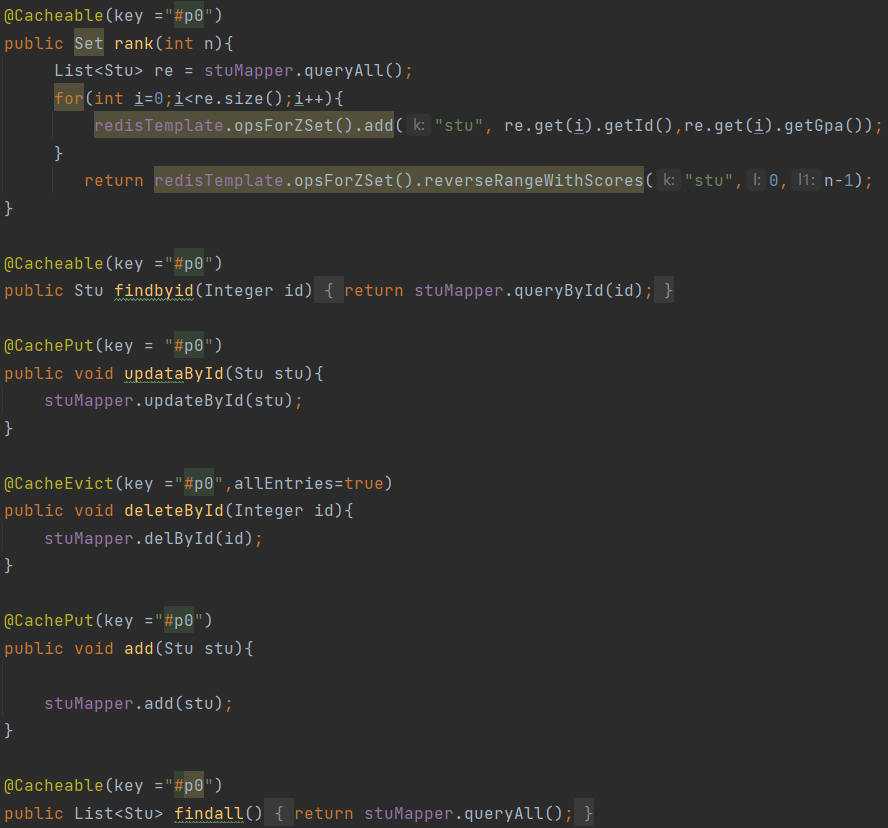 @Cacheable(key ="#p0")
public Set rank(int n){
List<Stu> re = stuMapper.queryAll();
for(int i=0;i<re.size();i++){
redisTemplate.opsForZSet().add( k: "stu", re.get(i).getId(),re.get(i).getGpa());
}
return redisTemplate.opsForZSet().reverseRangeWithScores( k: "stu", l: 0, l1: n-1);
}
@Cacheable(key ="#p0")
public Stu findbyid(Integer id) { return stuMapper.queryById(id); }
@CachePut(key = "#p0")
public void updataById(Stu stu){
stuMapper.updateById(stu);
}
@CacheEvict(key ="#p0",allEntries=true)
public void deleteById(Integer id){
stuMapper.delById(id);
}
@CachePut(key ="#p0")
public void add(Stu stu){
stuMapper.add(stu);
}
@Cacheable(key ="#p0")
public List<Stu> findall() { return stuMapper.queryAll(); }